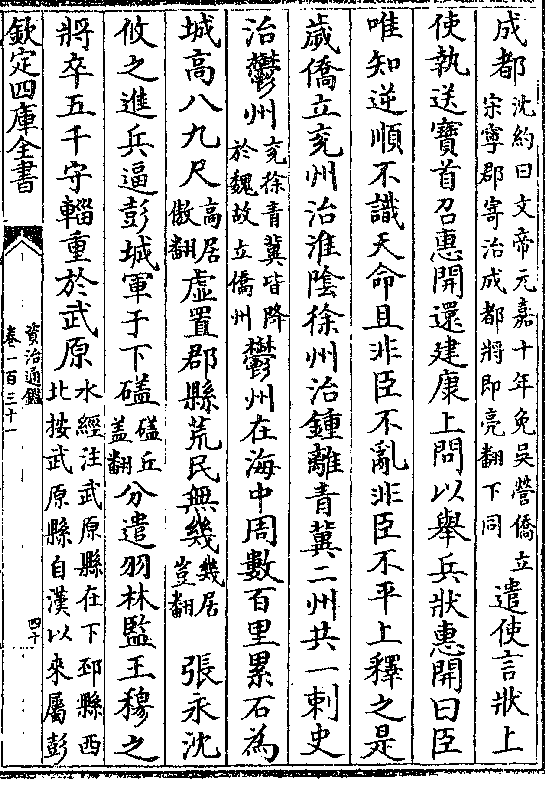 成都沈約曰文帝元嘉十年免吳營僑立宋寧郡寄治成都將即亮翻下同遣使言狀上
使執送寶首召惠開還建康上問以舉兵狀惠開曰臣
唯知逆順不識天命且非臣不亂非臣不平上釋之是
歲僑立兖州治淮陰徐州治鍾離青冀二州共一刺史
治鬱州兖徐青冀皆降於魏故立僑州鬱州在海中周數百里累石為
城高八九尺高居傲翻虛置郡縣荒民無幾幾居豈翻 張永沈
攸之進兵逼彭城軍于下磕磕丘蓋翻分遣羽林監王穆之
將卒五千守輜重於武原水經注武原縣在下邳縣西北按武原縣自漢以來屬彭
欽定四庫全書
資治通鑑
卷一百三十一
四十